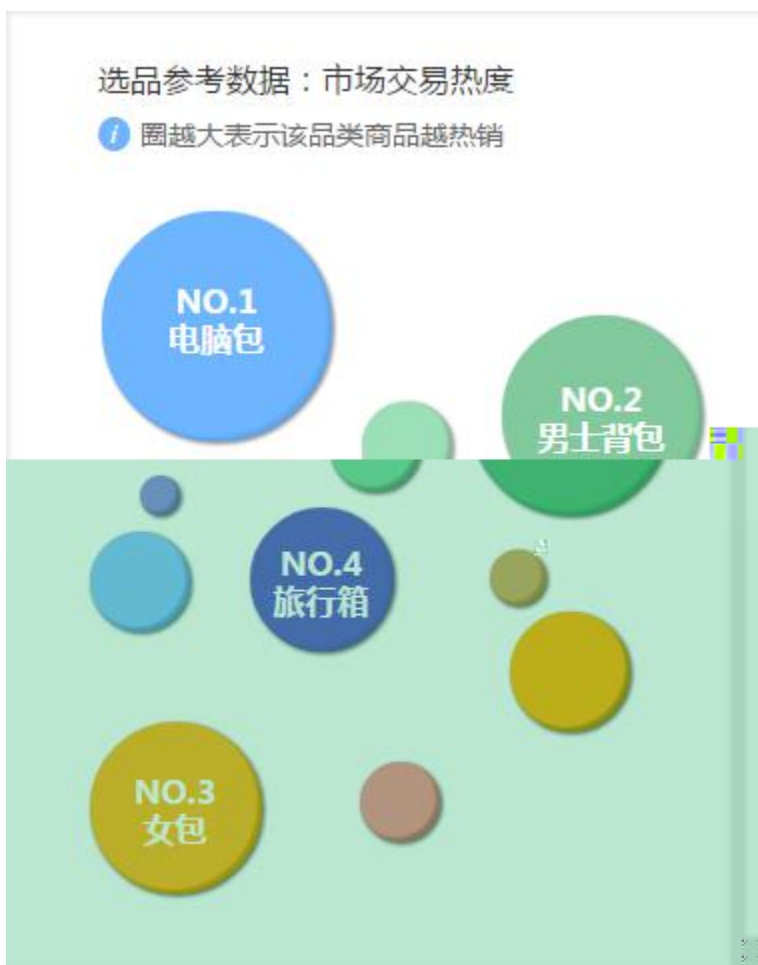 选品参考数据：市场交易热度
i 圈越大表示该品类商品越热销
NO.1
电脑包
NO.2
男士背包
NO.4
旅行箱
NO.3
女包